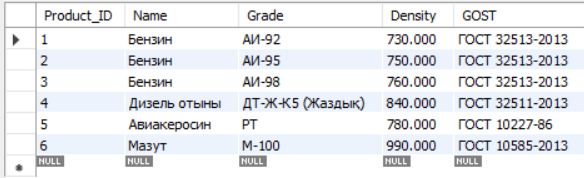 Product_ID Name Grade Density GOST
1 Бензин АИ-92 730.000 ГОСТ 32513-2013
2 Бензин АИ-95 750.000 ГОСТ 32513-2013
3 Бензин АИ-98 760.000 ГОСТ 32513-2013
4 Дизель отыны ДТ-Ж-К5 (Жаздық) 840.000 ГОСТ 32511-2013
5 Авиакеросин РТ 780.000 ГОСТ 10227-86
6 Мазут М-100 990.000 ГОСТ 10585-2013
NULL NULL NULL NULL NULL